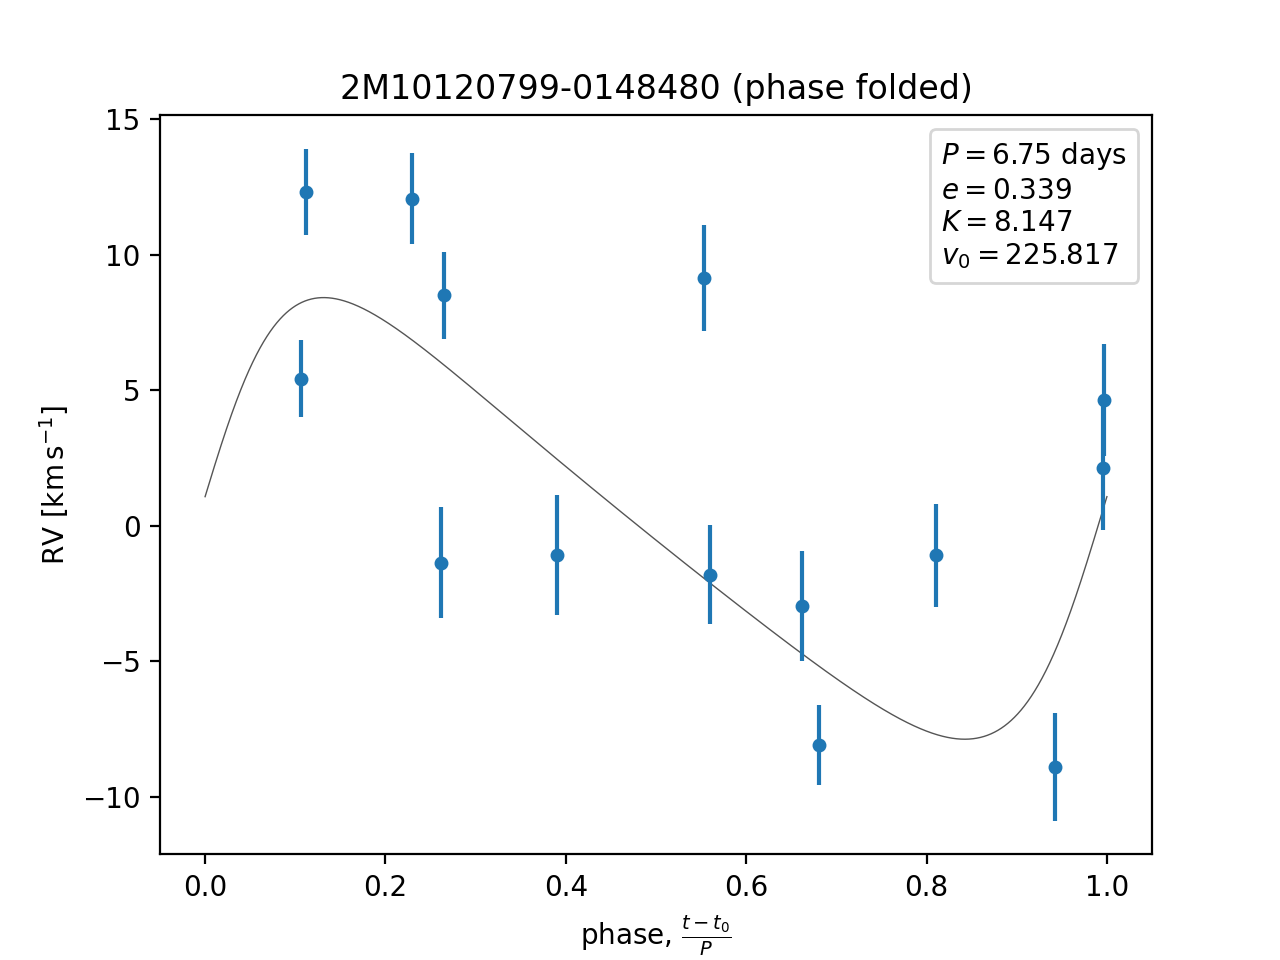 2M10120799-0148480 (phase folded)
P = 6.75 days
e = 0.339
K = 8.147
v₀ = 225.817
15
10
5
0
−5
−10
RV [km s⁻¹]
0.0 0.2 0.4 0.6 0.8 1.0
phase, (t − t₀)/P